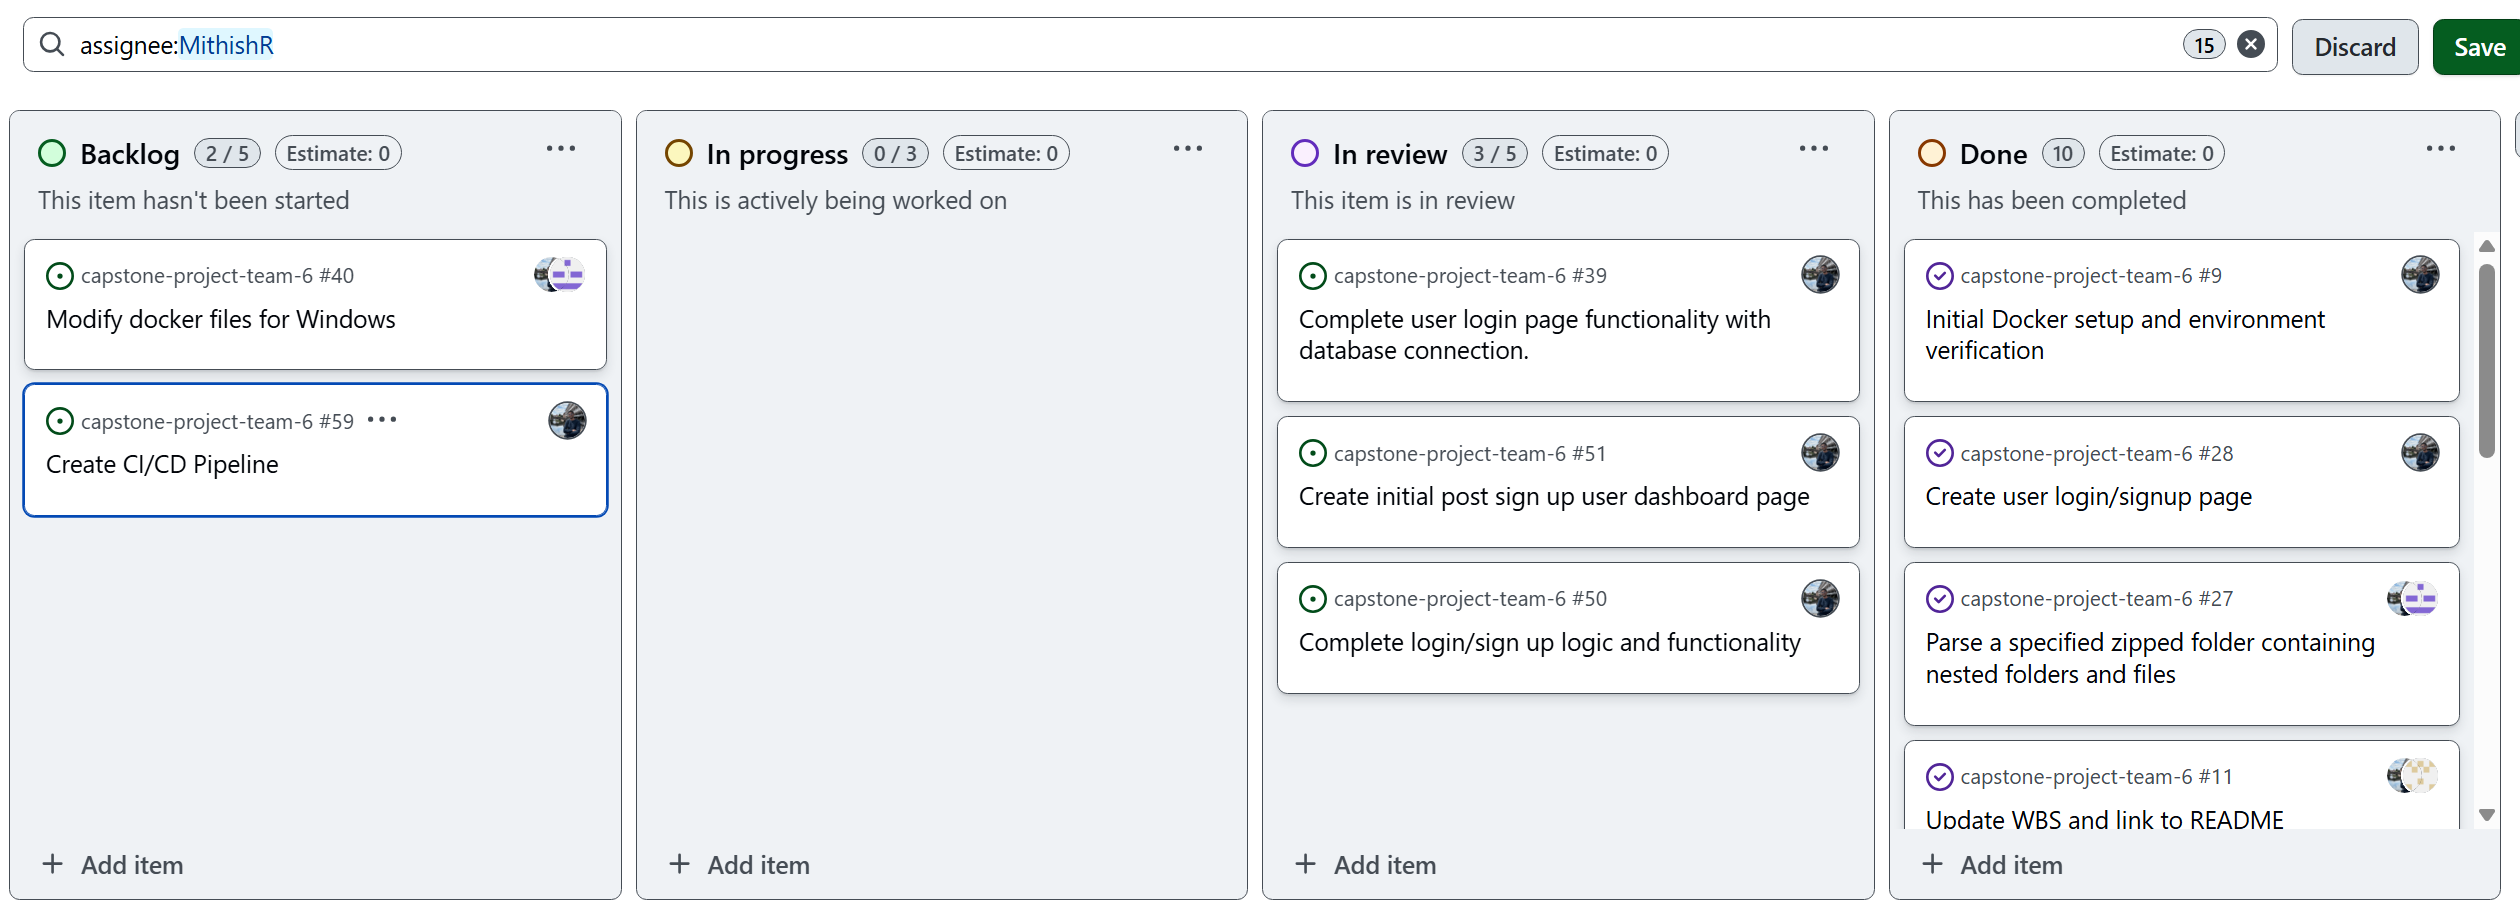 assignee:MithishR
15
Discard
Save
Backlog 2 / 5 Estimate: 0
This item hasn't been started
capstone-project-team-6 #40
Modify docker files for Windows
capstone-project-team-6 #59
Create CI/CD Pipeline
+ Add item
In progress 0 / 3 Estimate: 0
This is actively being worked on
+ Add item
In review 3 / 5 Estimate: 0
This item is in review
capstone-project-team-6 #39
Complete user login page functionality with
database connection.
capstone-project-team-6 #51
Create initial post sign up user dashboard page
capstone-project-team-6 #50
Complete login/sign up logic and functionality
+ Add item
Done 10 Estimate: 0
This has been completed
capstone-project-team-6 #9
Initial Docker setup and environment
verification
capstone-project-team-6 #28
Create user login/signup page
capstone-project-team-6 #27
Parse a specified zipped folder containing
nested folders and files
capstone-project-team-6 #11
Update WBS and link to README
+ Add item